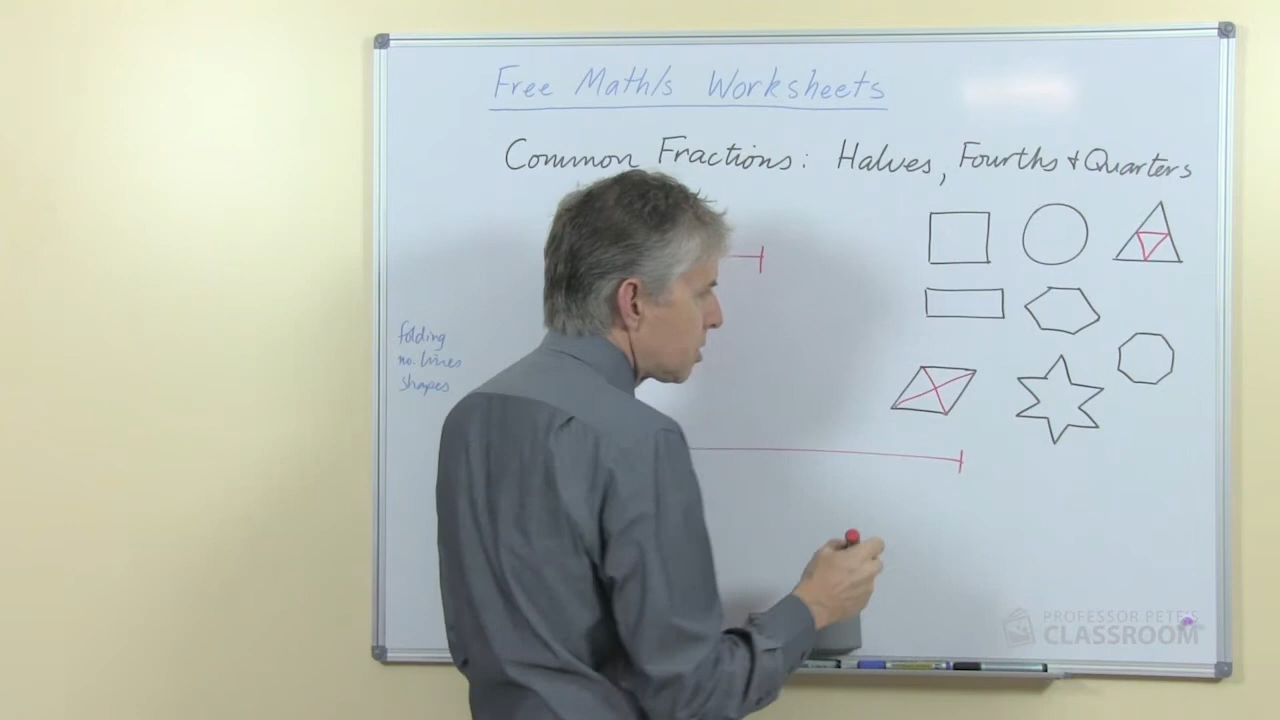 Free Math/s Worksheets
Common Fractions: Halves, Fourths & Quarters
folding
no. lines
shapes
PROFESSOR PETE'S
CLASSROOM